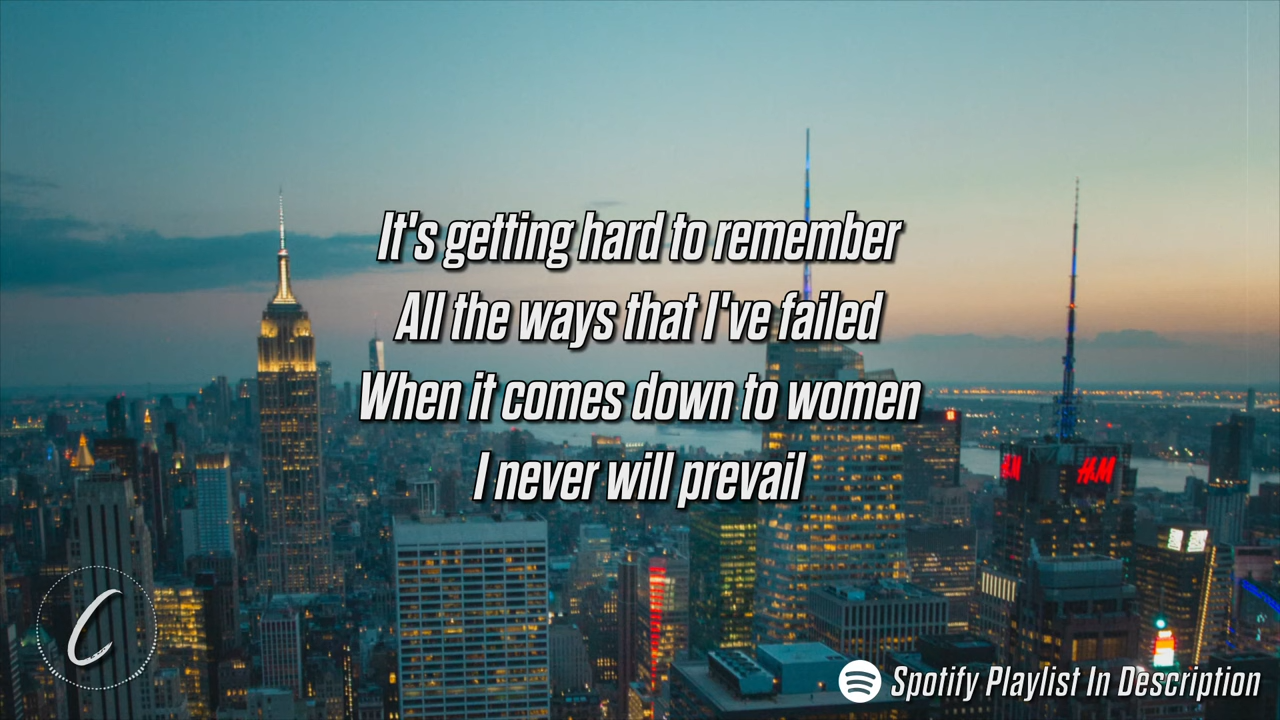 It's getting hard to remember
All the ways that I've failed
When it comes down to women
I never will prevail
H&M
C
Spotify Playlist In Description